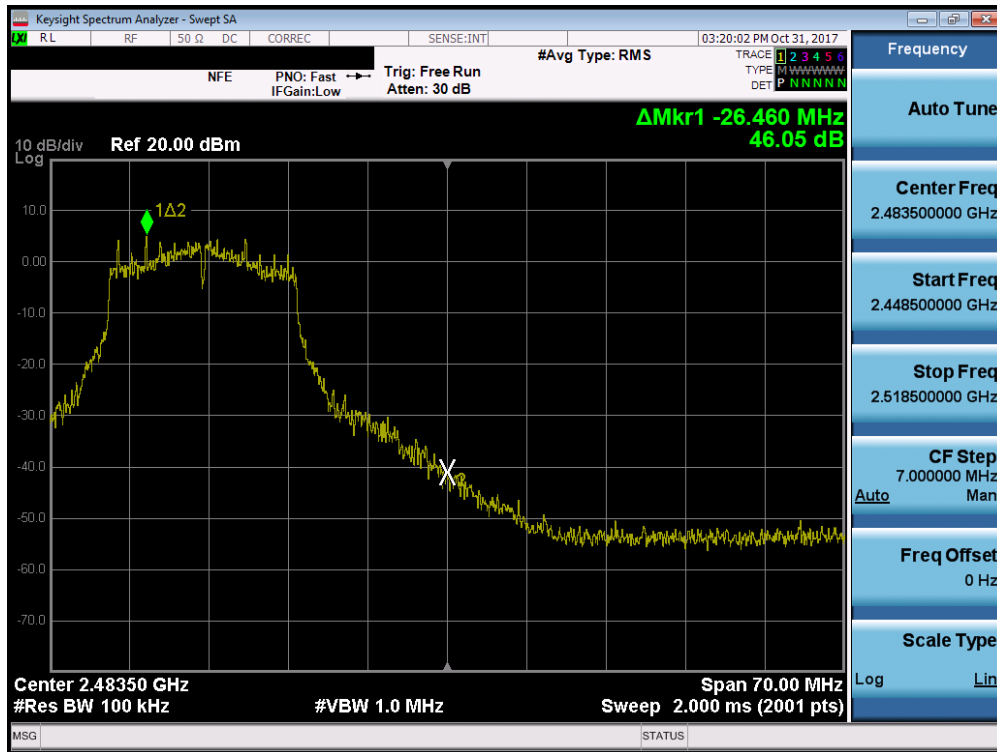 LXI Keysight Spectrum Analyzer - Swept SA
LXI RL RF 50 Ω DC CORREC SENSE:INT 03:20:02 PM Oct 31, 2017
Frequency
#Avg Type: RMS
TRACE 1 2 3 4 5 6
NFE PNO: Fast Trig: Free Run
TYPE MWWWWW
IFGain:Low Atten: 30 dB
DET P NNNNN
Auto Tune
ΔMkr1 -26.460 MHz
46.05 dB
10 dB/div Ref 20.00 dBm
Log
10.0
0.00
-10.0
-20.0
-30.0
-40.0
-50.0
-60.0
-70.0
1Δ2
Center Freq
2.483500000 GHz
Start Freq
2.448500000 GHz
Stop Freq
2.518500000 GHz
CF Step
7.000000 MHz
Auto Man
Freq Offset
0 Hz
Scale Type
Log Lin
Center 2.48350 GHz Span 70.00 MHz
#Res BW 100 kHz #VBW 1.0 MHz Sweep 2.000 ms (2001 pts)
MSG STATUS